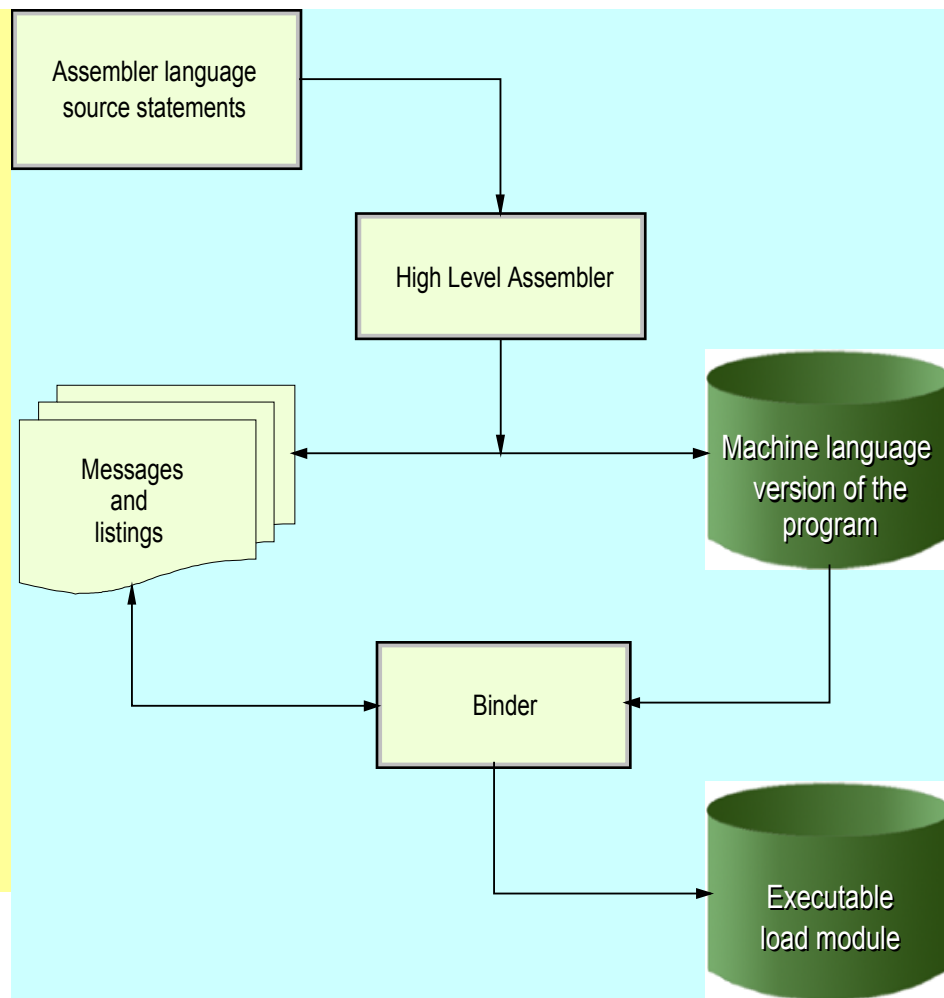 Assembler language
source statements
High Level Assembler
Messages
and
listings
Machine language
version of the
program
Binder
Executable
load module